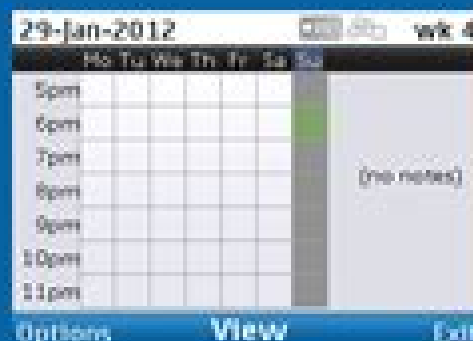 29-Jan-2012 wk 4
Mo Tu We Th Fr Sa Su
5pm
6pm
7pm
(no notes)
8pm
9pm
10pm
11pm
Options View Exit